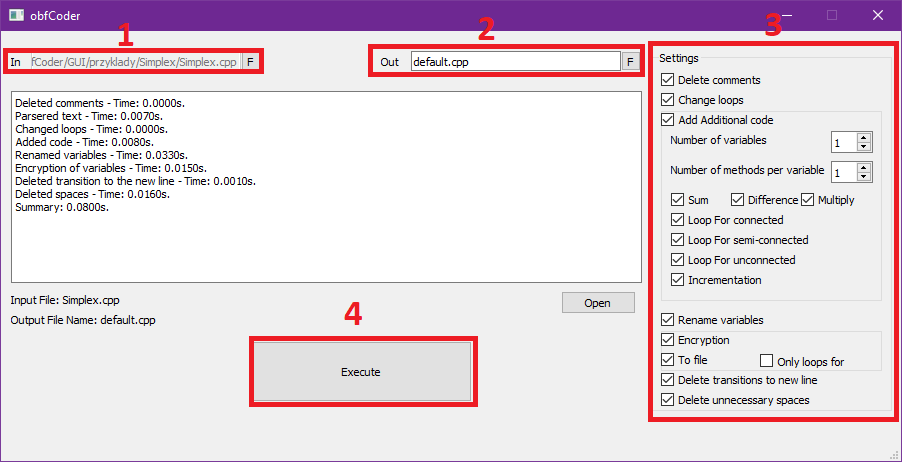 obfCoder
1 2 3
In fCoder/GUI/przyklady/Simplex/Simplex.cpp F Out default.cpp F
Deleted comments - Time: 0.0000s.
Parsered text - Time: 0.0070s.
Changed loops - Time: 0.0000s.
Added code - Time: 0.0080s.
Renamed variables - Time: 0.0330s.
Encryption of variables - Time: 0.0150s.
Deleted transition to the new line - Time: 0.0010s.
Deleted spaces - Time: 0.0160s.
Summary: 0.0800s.
Input File: Simplex.cpp
Open
Output File Name: default.cpp
4
Execute
Settings
Delete comments
Change loops
Add Additional code
Number of variables 1
Number of methods per variable 1
Sum Difference Multiply
Loop For connected
Loop For semi-connected
Loop For unconnected
Incrementation
Rename variables
Encryption
To file Only loops for
Delete transitions to new line
Delete unnecessary spaces